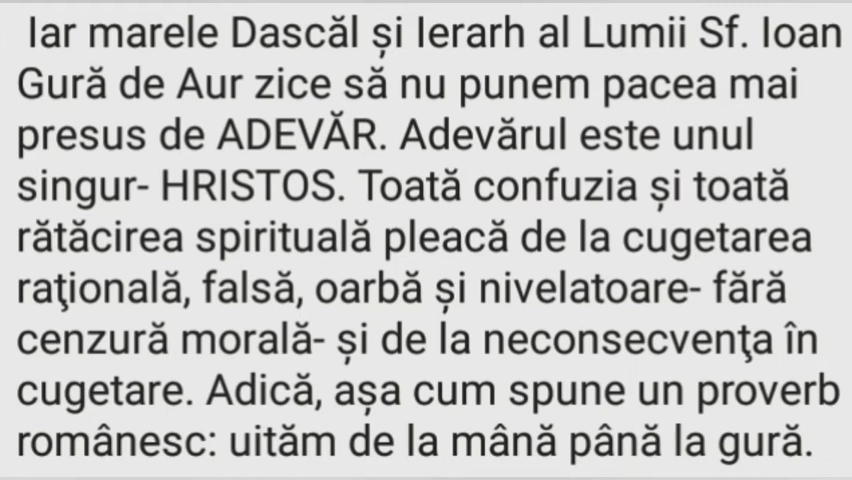 Iar marele Dascăl și Ierarh al Lumii Sf. Ioan
Gură de Aur zice să nu punem pacea mai
presus de ADEVĂR. Adevărul este unul
singur- HRISTOS. Toată confuzia și toată
rătăcirea spirituală pleacă de la cugetarea
raţională, falsă, oarbă și nivelatoare- fără
cenzură morală- și de la neconsecvenţa în
cugetare. Adică, așa cum spune un proverb
românesc: uităm de la mână până la gură.